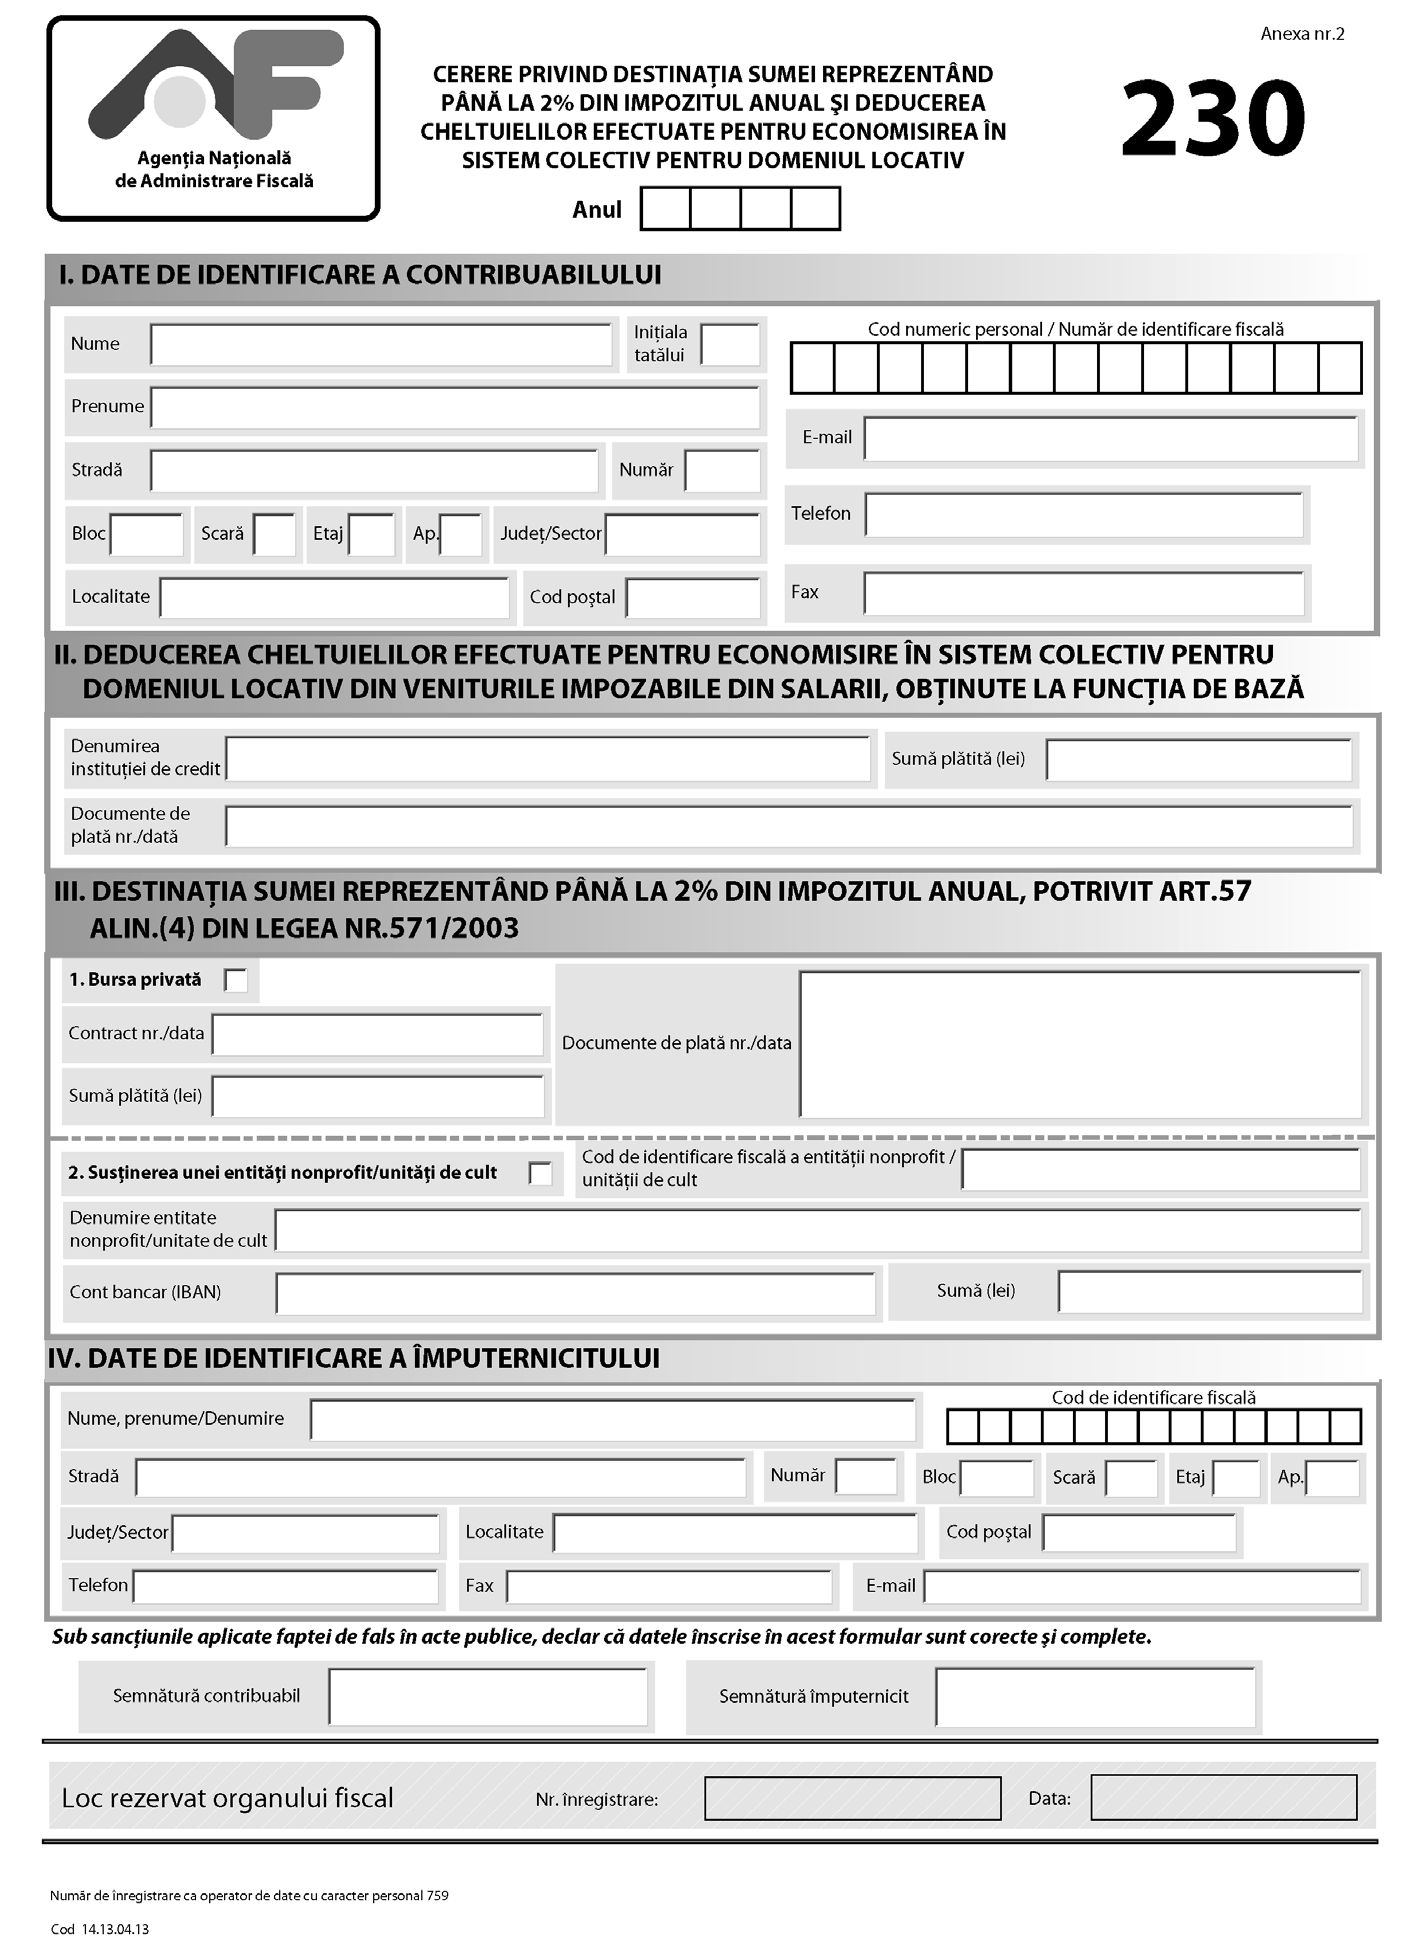 Anexa nr.2
Agenția Națională
de Administrare Fiscală
CERERE PRIVIND DESTINAȚIA SUMEI REPREZENTÂND
PÂNĂ LA 2% DIN IMPOZITUL ANUAL ŞI DEDUCEREA
CHELTUIELILOR EFECTUATE PENTRU ECONOMISIREA ÎN
SISTEM COLECTIV PENTRU DOMENIUL LOCATIV
230
Anul
I. DATE DE IDENTIFICARE A CONTRIBUABILULUI
Nume
Inițiala
tatălui
Cod numeric personal / Număr de identificare fiscală
Prenume
E-mail
Stradă
Număr
Telefon
Bloc
Scară
Etaj
Ap.
Județ/Sector
Fax
Localitate
Cod poştal
II. DEDUCEREA CHELTUIELILOR EFECTUATE PENTRU ECONOMISIRE ÎN SISTEM COLECTIV PENTRU
DOMENIUL LOCATIV DIN VENITURILE IMPOZABILE DIN SALARII, OBȚINUTE LA FUNCȚIA DE BAZĂ
Denumirea
instituției de credit
Sumă plătită (lei)
Documente de
plată nr./dată
III. DESTINAȚIA SUMEI REPREZENTÂND PÂNĂ LA 2% DIN IMPOZITUL ANUAL, POTRIVIT ART.57
ALIN.(4) DIN LEGEA NR.571/2003
1. Bursa privată
Contract nr./data
Documente de plată nr./data
Sumă plătită (lei)
2. Susținerea unei entități nonprofit/unități de cult
Cod de identificare fiscală a entității nonprofit /
unității de cult
Denumire entitate
nonprofit/unitate de cult
Cont bancar (IBAN)
Sumă (lei)
IV. DATE DE IDENTIFICARE A ÎMPUTERNICITULUI
Nume, prenume/Denumire
Cod de identificare fiscală
Stradă
Număr
Bloc
Scară
Etaj
Ap.
Județ/Sector
Localitate
Cod poştal
Telefon
Fax
E-mail
Sub sancțiunile aplicate faptei de fals în acte publice, declar că datele înscrise în acest formular sunt corecte şi complete.
Semnătură contribuabil
Semnătură împuternicit
Loc rezervat organului fiscal
Nr. înregistrare:
Data:
Număr de înregistrare ca operator de date cu caracter personal 759
Cod 14.13.04.13